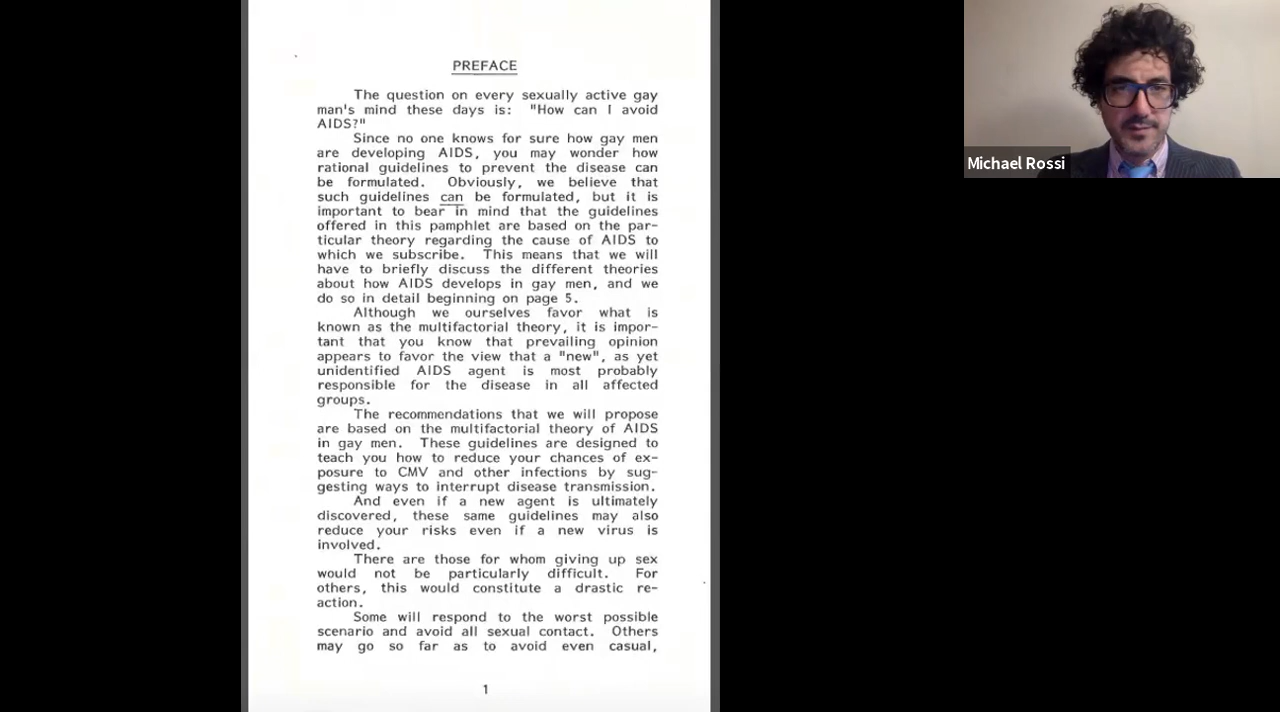 PREFACE
The question on every sexually active gay
man's mind these days is: "How can I avoid
AIDS?"
Since no one knows for sure how gay men
are developing AIDS, you may wonder how
rational guidelines to prevent the disease can
be formulated. Obviously, we believe that
such guidelines can be formulated, but it is
important to bear in mind that the guidelines
offered in this pamphlet are based on the par-
ticular theory regarding the cause of AIDS to
which we subscribe. This means that we will
have to briefly discuss the different theories
about how AIDS develops in gay men, and we
do so in detail beginning on page 5.
Although we ourselves favor what is
known as the multifactorial theory, it is impor-
tant that you know that prevailing opinion
appears to favor the view that a "new", as yet
unidentified AIDS agent is most probably
responsible for the disease in all affected
groups.
The recommendations that we will propose
are based on the multifactorial theory of AIDS
in gay men. These guidelines are designed to
teach you how to reduce your chances of ex-
posure to CMV and other infections by sug-
gesting ways to interrupt disease transmission.
And even if a new agent is ultimately
discovered, these same guidelines may also
reduce your risks even if a new virus is
involved.
There are those for whom giving up sex
would not be particularly difficult. For
others, this would constitute a drastic re-
action.
Some will respond to the worst possible
scenario and avoid all sexual contact. Others
may go so far as to avoid even casual,
1
Michael Rossi